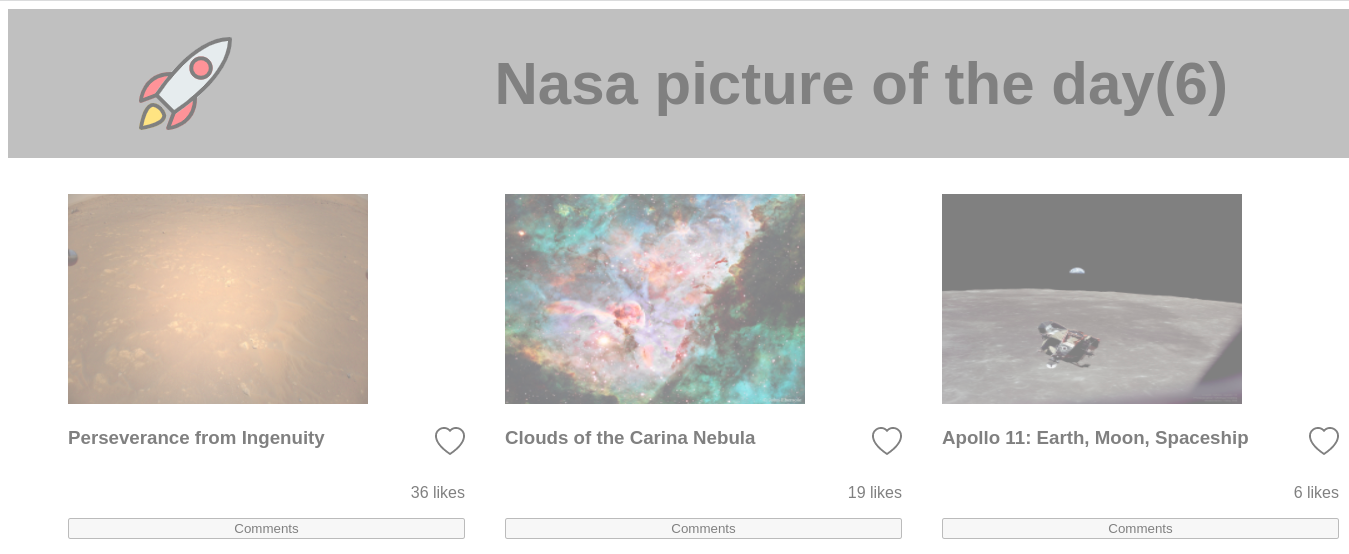 Nasa picture of the day(6)
Perseverance from Ingenuity
Clouds of the Carina Nebula
Apollo 11: Earth, Moon, Spaceship
36 likes
19 likes
6 likes
Comments
Comments
Comments